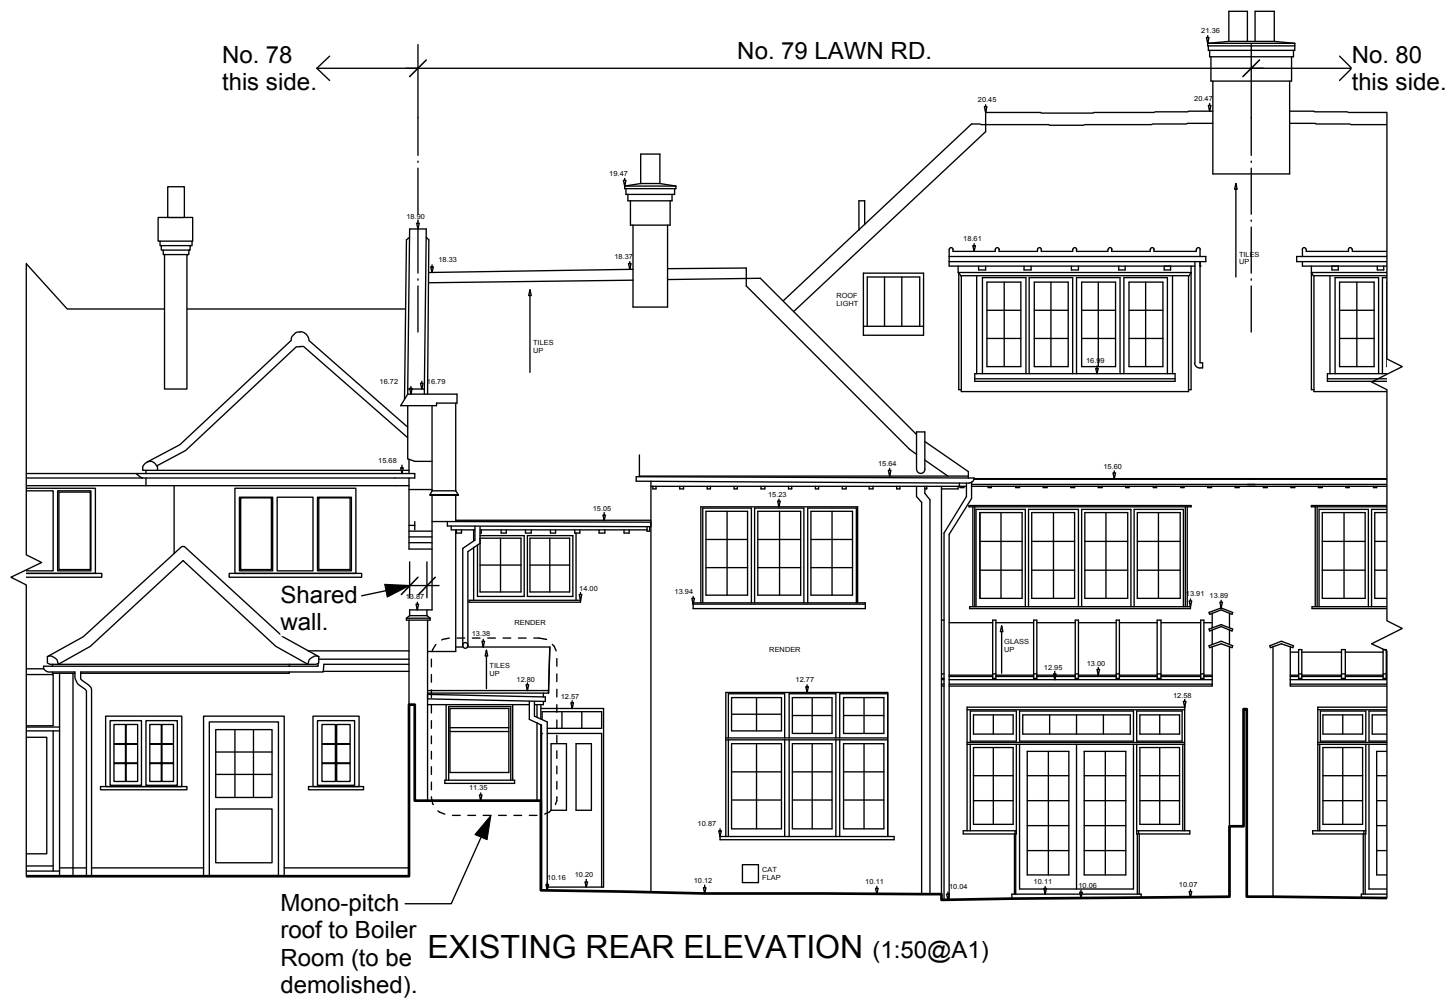 21.36
No. 78
this side.
No. 79 LAWN RD.
No. 80
this side.
20.45
20.47
19.47
18.90
18.33
18.37
18.61
TILES
UP
ROOF
LIGHT
TILES
UP
16.72
16.79
16.99
15.68
15.64
15.60
15.23
15.05
14.00
13.94
13.91
13.89
Shared
wall.
13.87
RENDER
RENDER
13.38
GLASS
UP
TILES
UP
12.95
13.00
12.80
12.77
12.57
12.58
11.35
10.87
CAT
FLAP
10.16
10.20
10.12
10.11
10.04
10.11
10.06
10.07
Mono-pitch
roof to Boiler
Room (to be
demolished).
EXISTING REAR ELEVATION (1:50@A1)